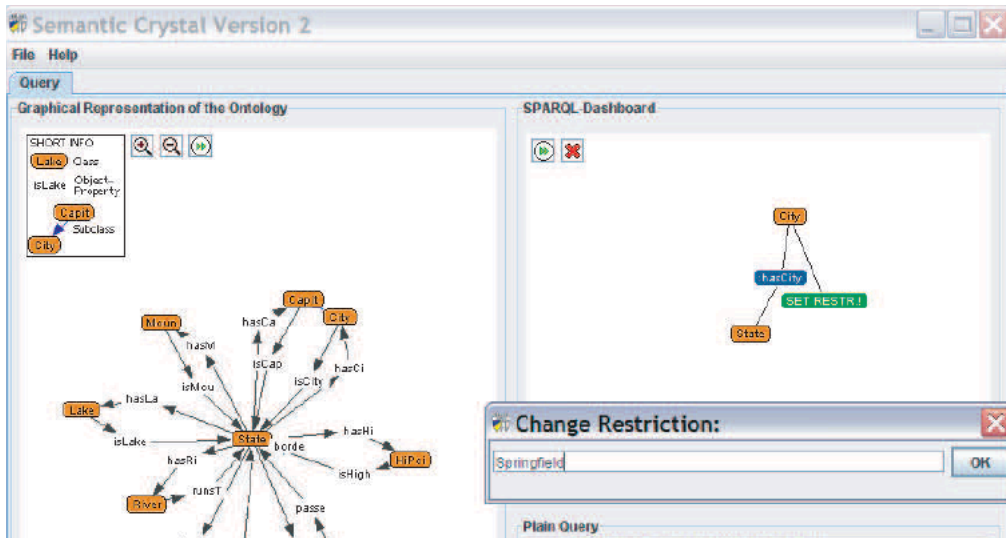 Semantic Crystal Version 2
File Help
Query
Graphical Representation of the Ontology
SHORT INFO
Lake Class
isLake Object-
Property
Capit
Subclass
City
Capit
City
Moun
hasCa
hasM
isCap
hasCi
isMou
isCity
Lake
hasLa
isLake
State
borde
hasHi
HiPoi
isHigh
hasRi
runsT
River
passe
SPARQL-Dashboard
City
hasCity
SET RESTR.!
State
Change Restriction:
Springfield
OK
Plain Query